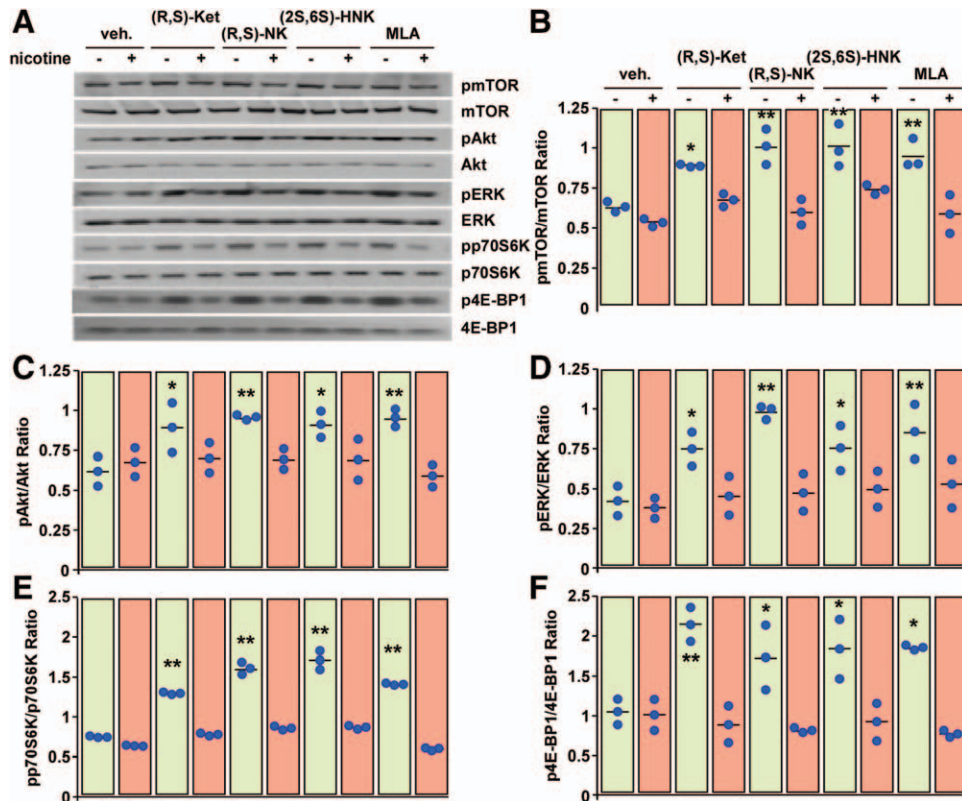 A
(R,S)-Ket (2S,6S)-HNK
veh. (R,S)-NK MLA
nicotine - + - + - + - + - +
pmTOR
mTOR
pAkt
Akt
pERK
ERK
pp70S6K
p70S6K
p4E-BP1
4E-BP1
B
(R,S)-Ket (2S,6S)-HNK
veh. (R,S)-NK MLA
- + - + - + - + - +
pmTOR/mTOR Ratio
1.25
1
0.75
0.5
0.25
0
* ** ** **
C
pAkt/Akt Ratio
1.25
1
0.75
0.5
0.25
0
* ** * **
D
pERK/ERK Ratio
1.25
1
0.75
0.5
0.25
0
* ** * **
E
pp70S6K/p70S6K Ratio
2.5
2
1.5
1
0.5
0
** ** ** **
F
p4E-BP1/4E-BP1 Ratio
2.5
2
1.5
1
0.5
0
** * * *